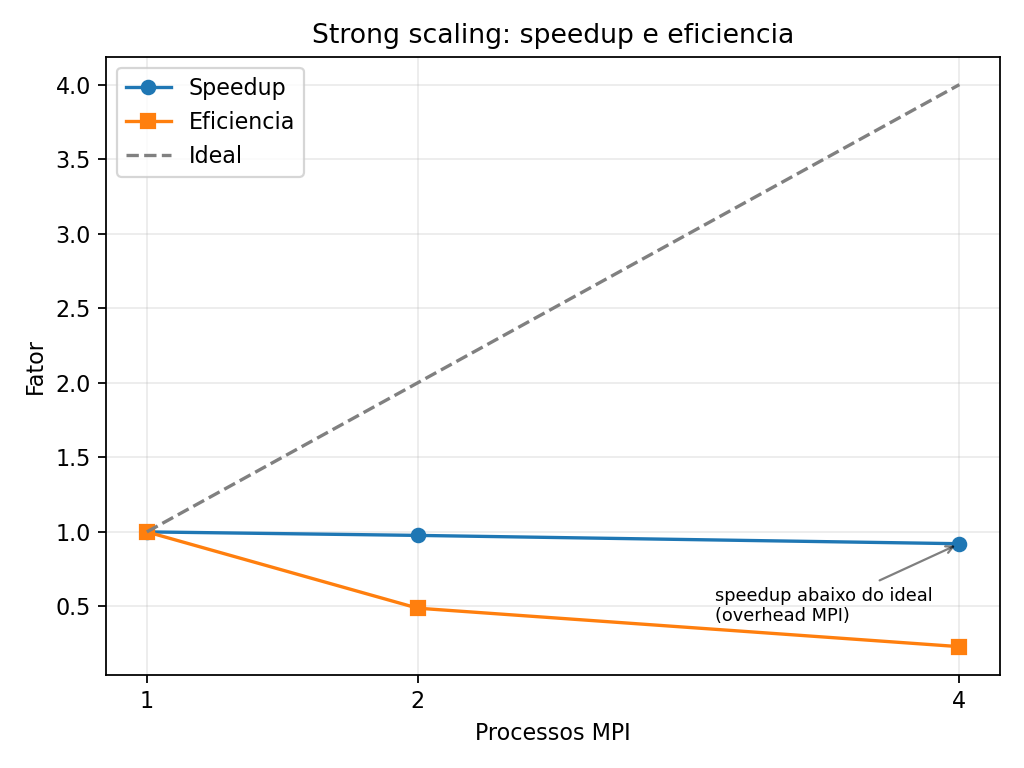 Strong scaling: speedup e eficiencia
Speedup
Eficiencia
Ideal
4.0
3.5
3.0
2.5
2.0
1.5
1.0
0.5
Fator
speedup abaixo do ideal
(overhead MPI)
1 2 4
Processos MPI